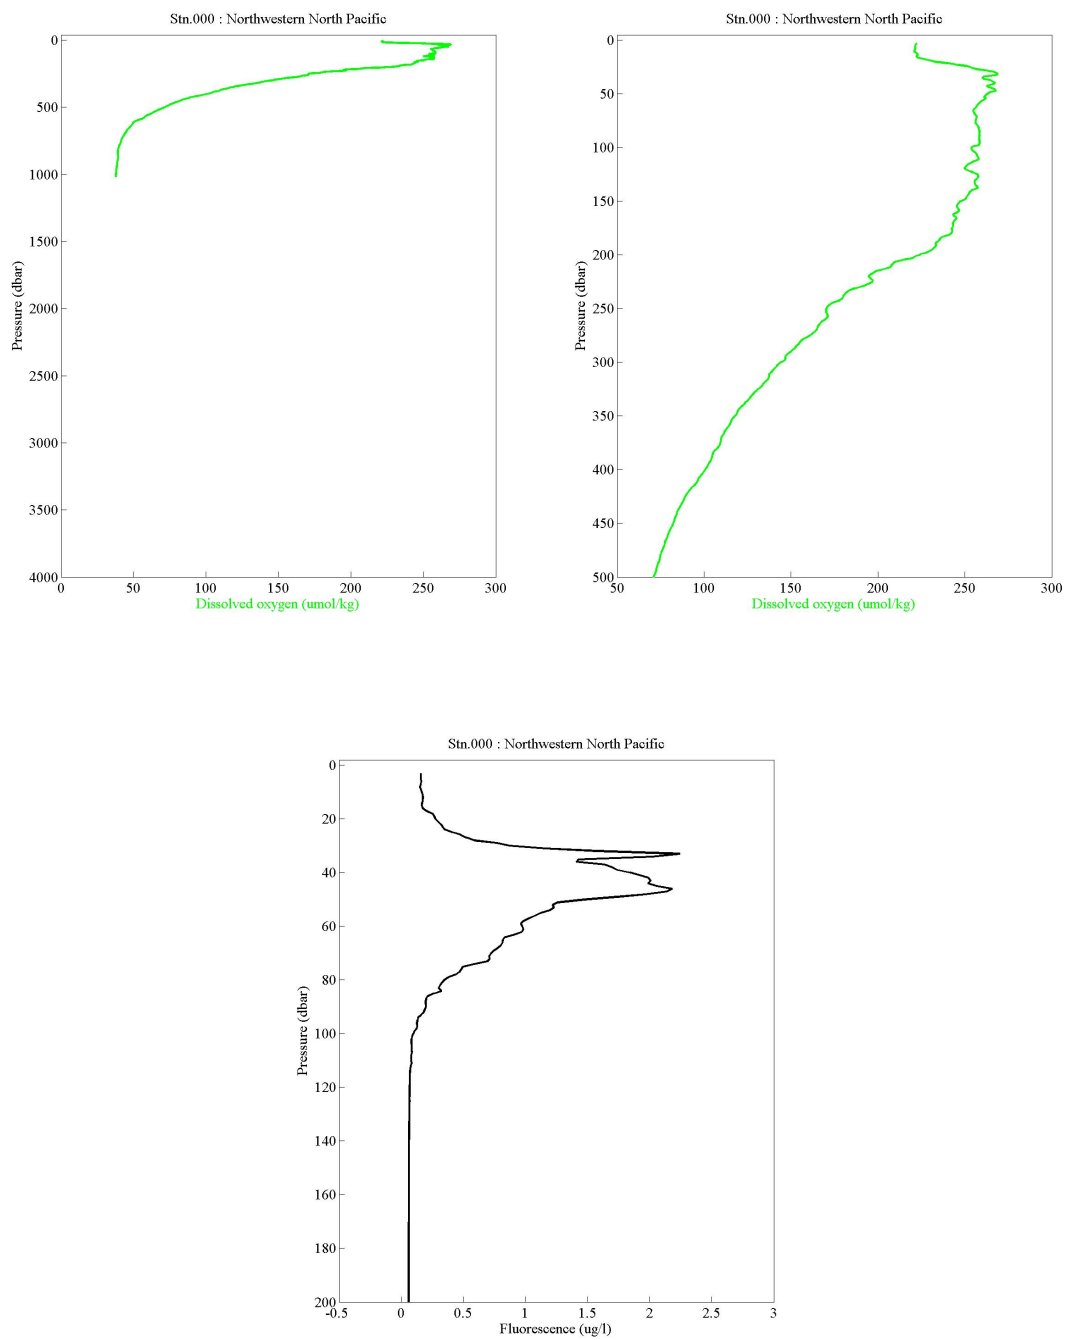 Stn.000 : Northwestern North Pacific
0
500
1000
1500
2000
2500
3000
3500
4000
Pressure (dbar)
0 50 100 150 200 250 300
Dissolved oxygen (umol/kg)
Stn.000 : Northwestern North Pacific
0
50
100
150
200
250
300
350
400
450
500
Pressure (dbar)
50 100 150 200 250 300
Dissolved oxygen (umol/kg)
Stn.000 : Northwestern North Pacific
0
20
40
60
80
100
120
140
160
180
200
Pressure (dbar)
-0.5 0 0.5 1 1.5 2 2.5 3
Fluorescence (ug/l)